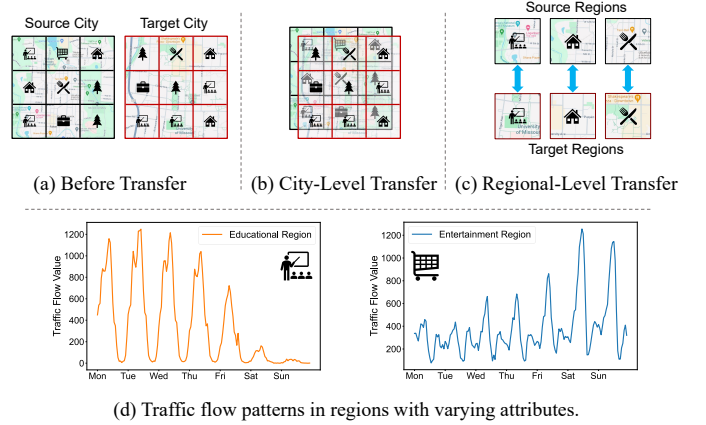 Source City
Target City
Source Regions
University
of Missouri
Target Regions
(a) Before Transfer
(b) City-Level Transfer
(c) Regional-Level Transfer
Traffic Flow Value
1200
1000
800
600
400
200
0
Mon Tue Wed Thu Fri Sat Sun
Educational Region
Traffic Flow Value
1200
1000
800
600
400
200
Mon Tue Wed Thu Fri Sat Sun
Entertainment Region
(d) Traffic flow patterns in regions with varying attributes.